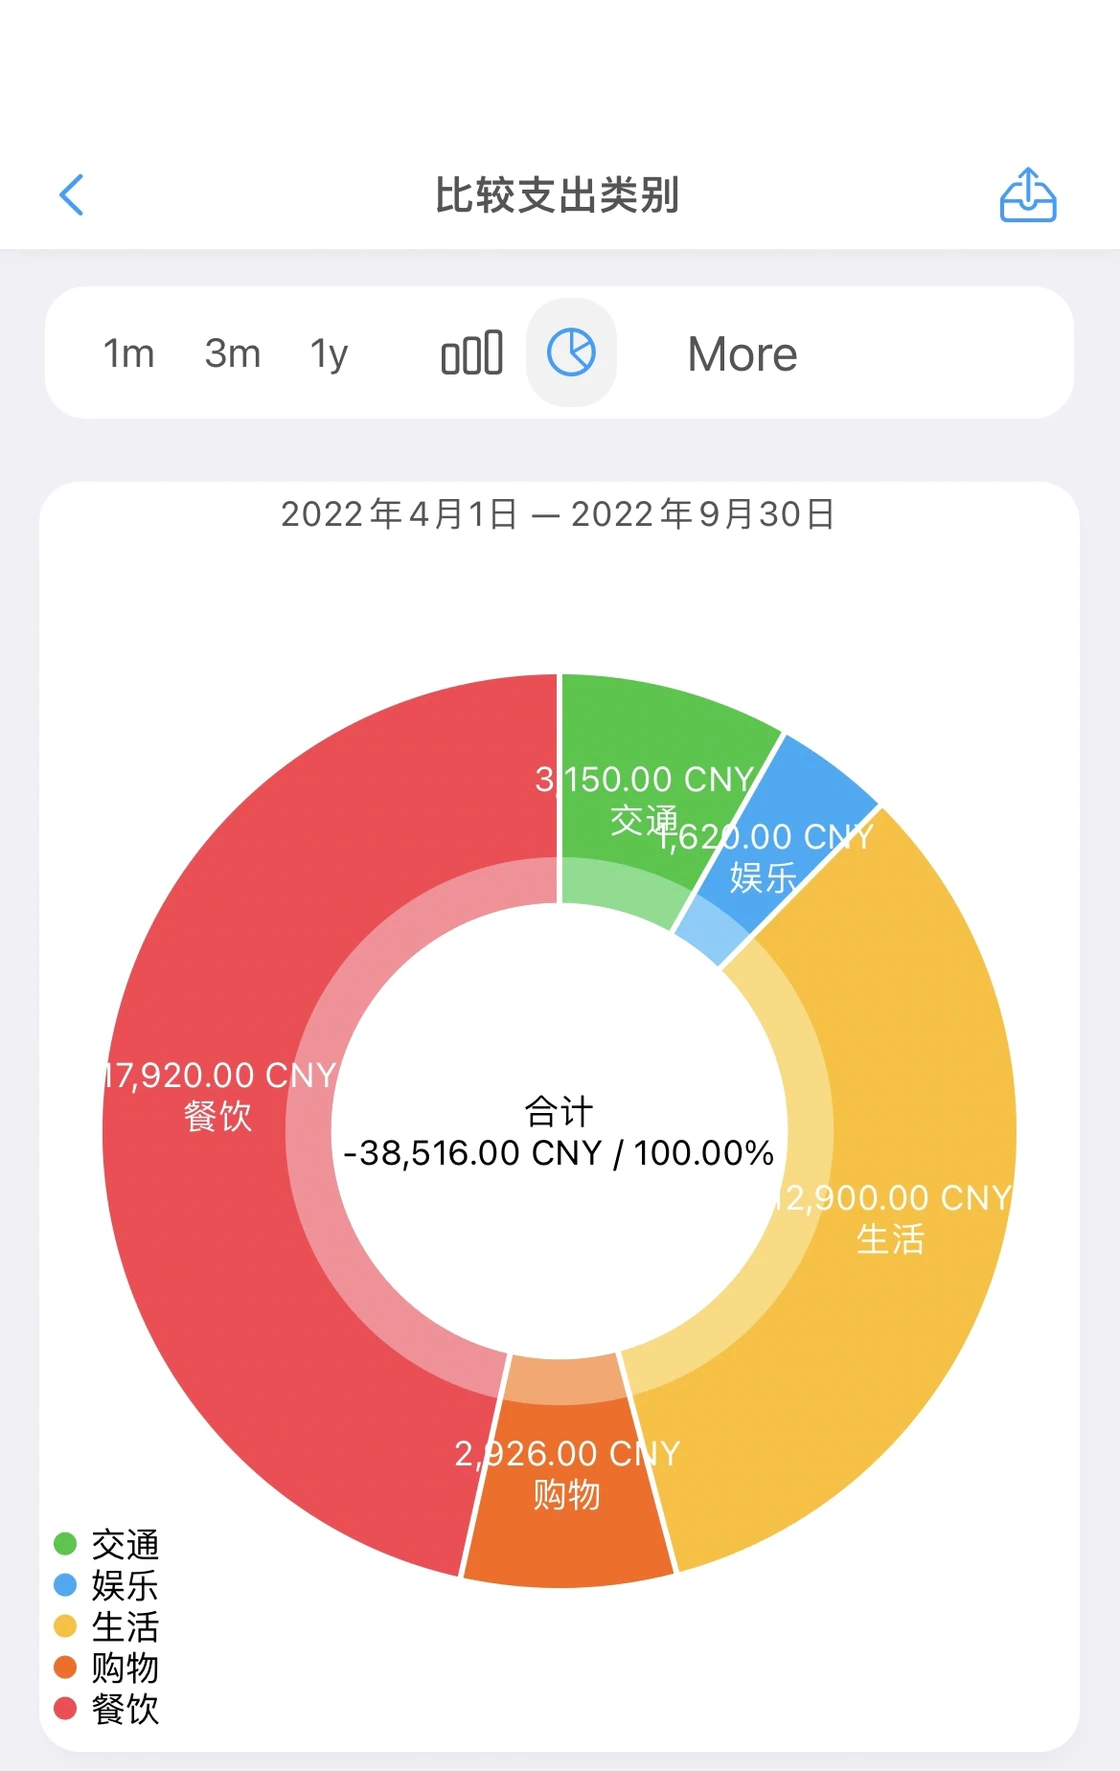 比较支出类别
1m 3m 1y More
2022年4月1日 — 2022年9月30日
3,150.00 CNY
交通
1,620.00 CNY
娱乐
17,920.00 CNY
餐饮
合计
-38,516.00 CNY / 100.00%
12,900.00 CNY
生活
2,926.00 CNY
购物
交通
娱乐
生活
购物
餐饮